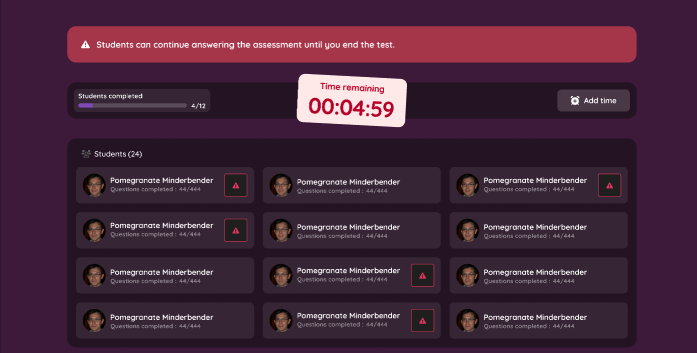 Students can continue answering the assessment until you end the test.
Students completed
4/12
Time remaining
00:04:59
Add time
Students (24)
Pomegranate Minderbender
Questions completed : 44/444
Pomegranate Minderbender
Questions completed : 44/444
Pomegranate Minderbender
Questions completed : 44/444
Pomegranate Minderbender
Questions completed : 44/444
Pomegranate Minderbender
Questions completed : 44/444
Pomegranate Minderbender
Questions completed : 44/444
Pomegranate Minderbender
Questions completed : 44/444
Pomegranate Minderbender
Questions completed : 44/444
Pomegranate Minderbender
Questions completed : 44/444
Pomegranate Minderbender
Questions completed : 44/444
Pomegranate Minderbender
Questions completed : 44/444
Pomegranate Minderbender
Questions completed : 44/444